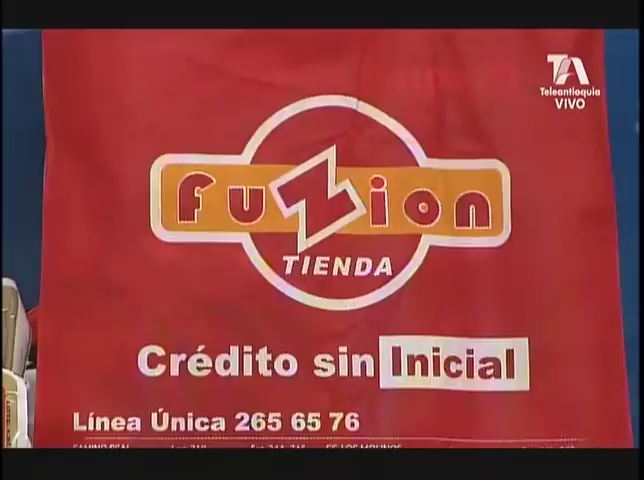 TA
Teleantioquia
VIVO
fuZion
TIENDA
Crédito sin Inicial
Línea Única 265 65 76